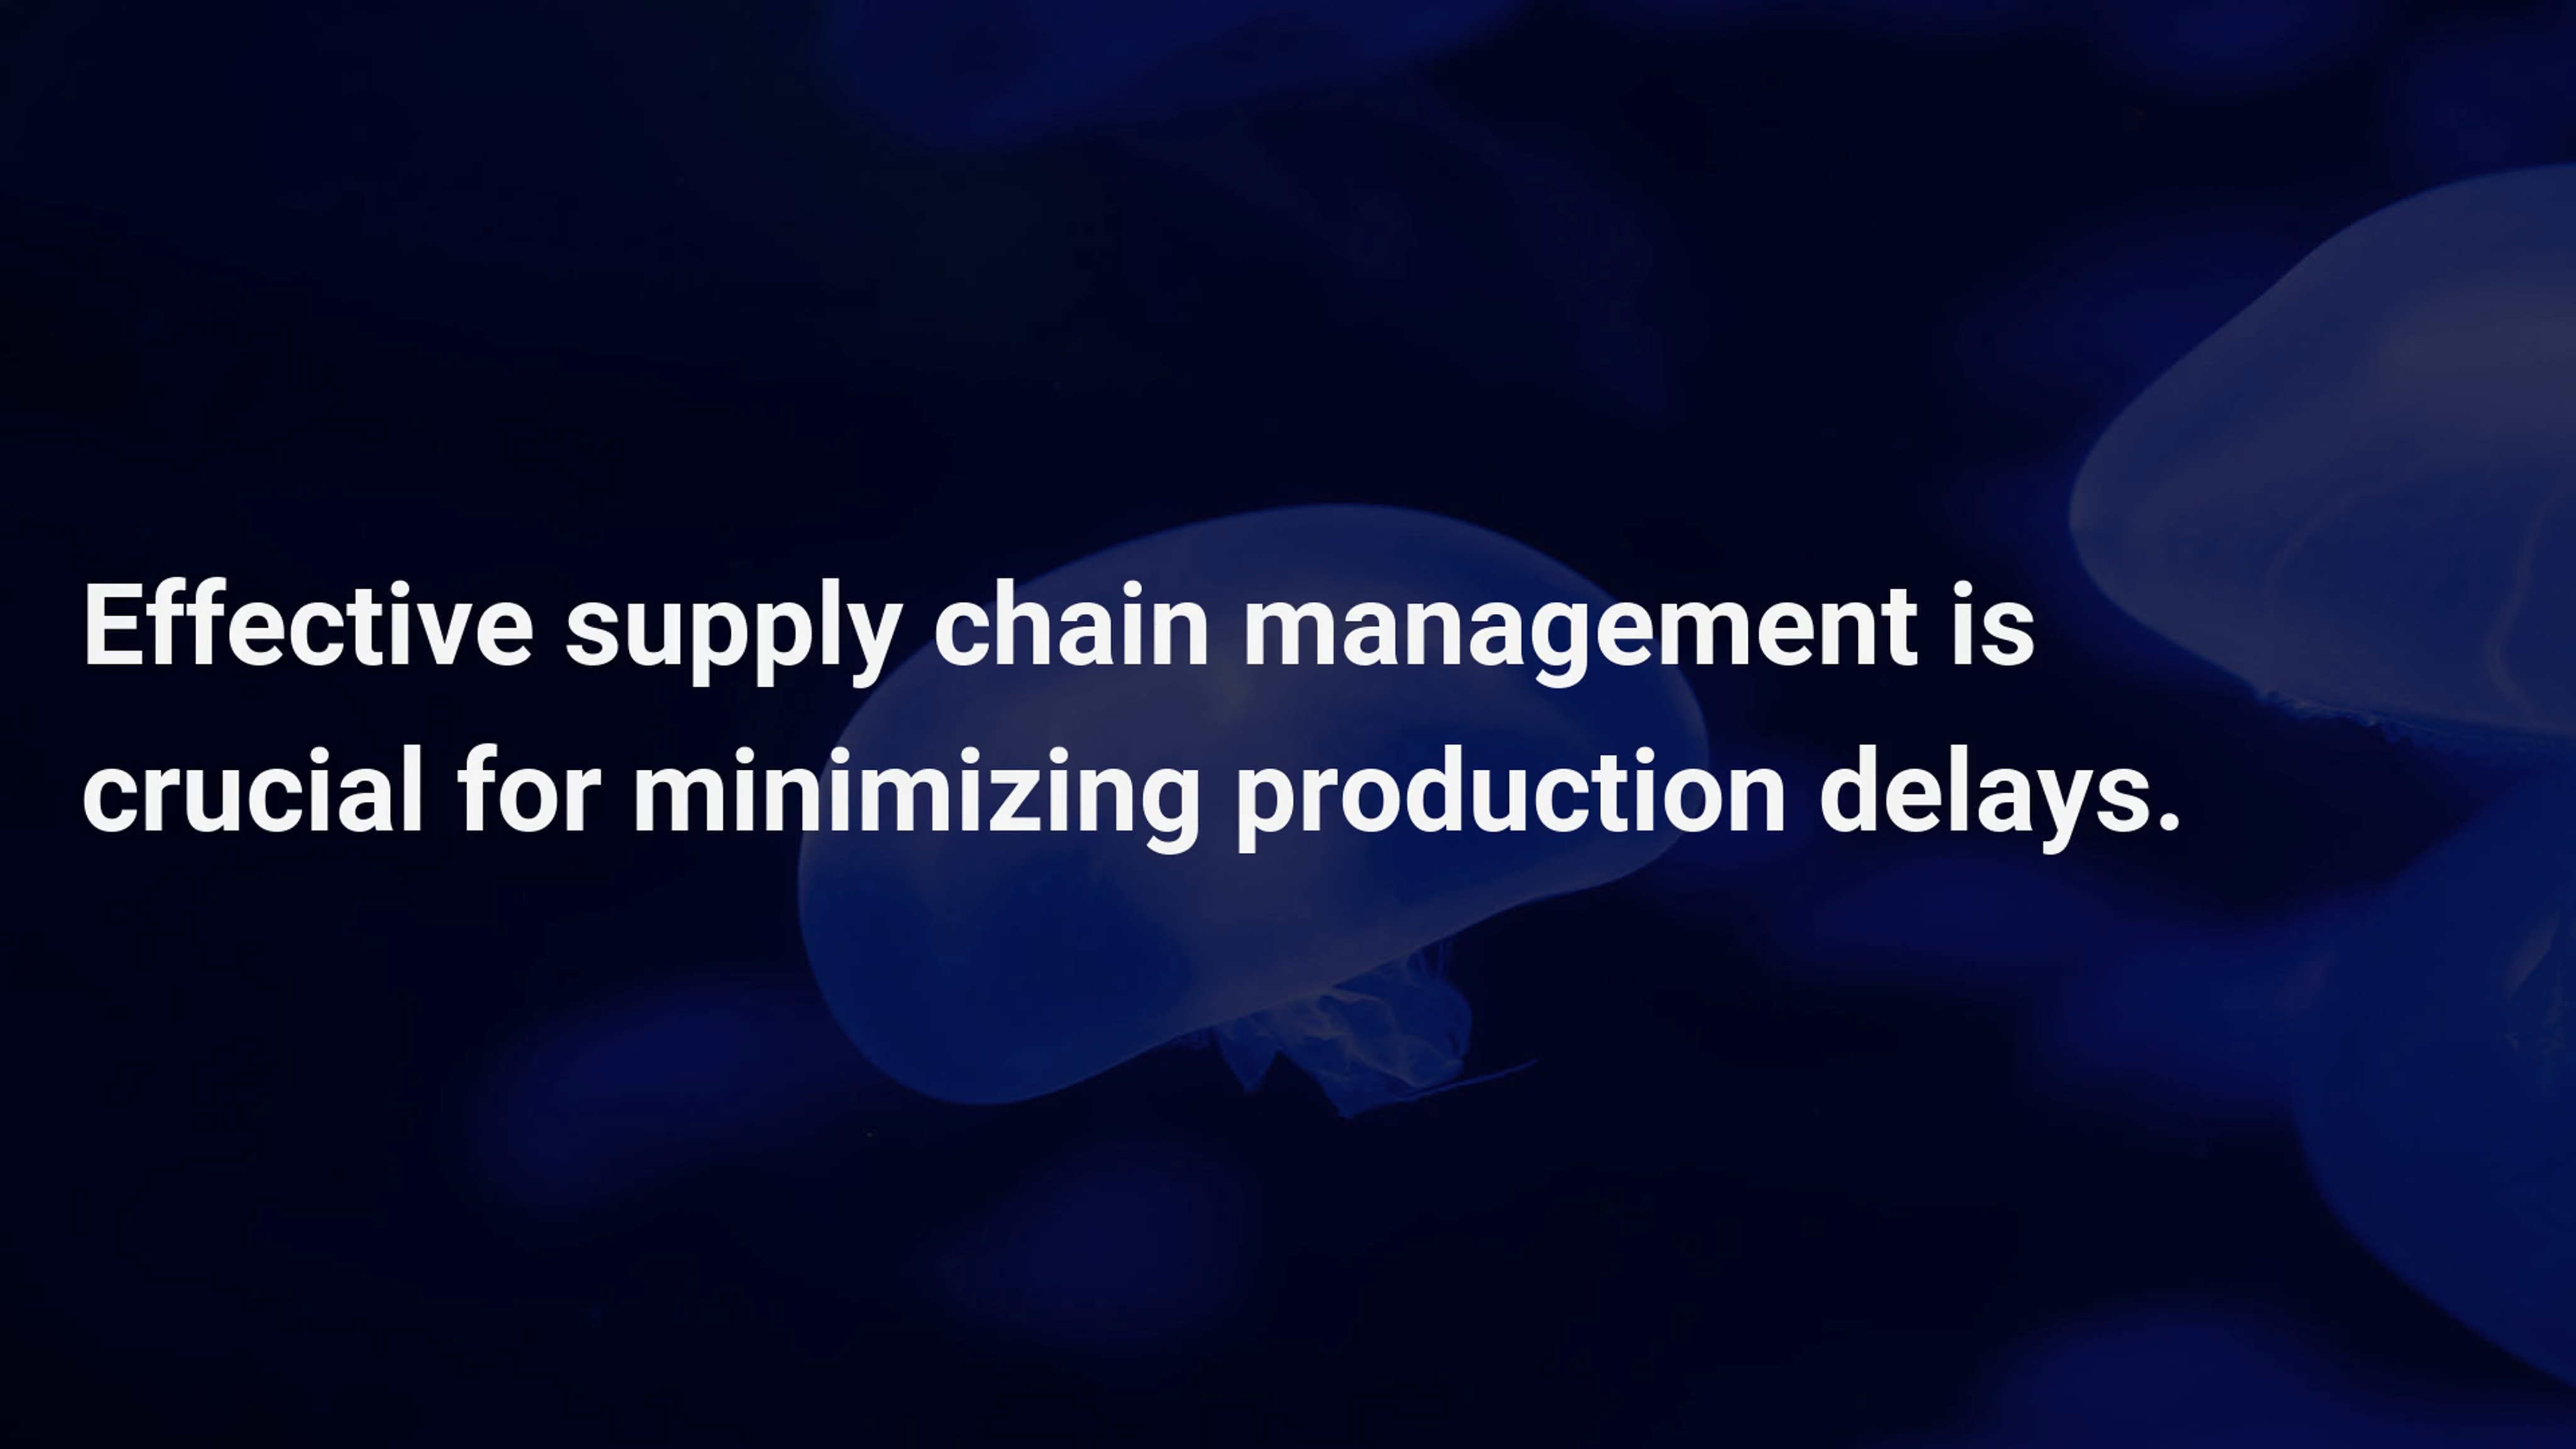 Effective supply chain management is
crucial for minimizing production delays.